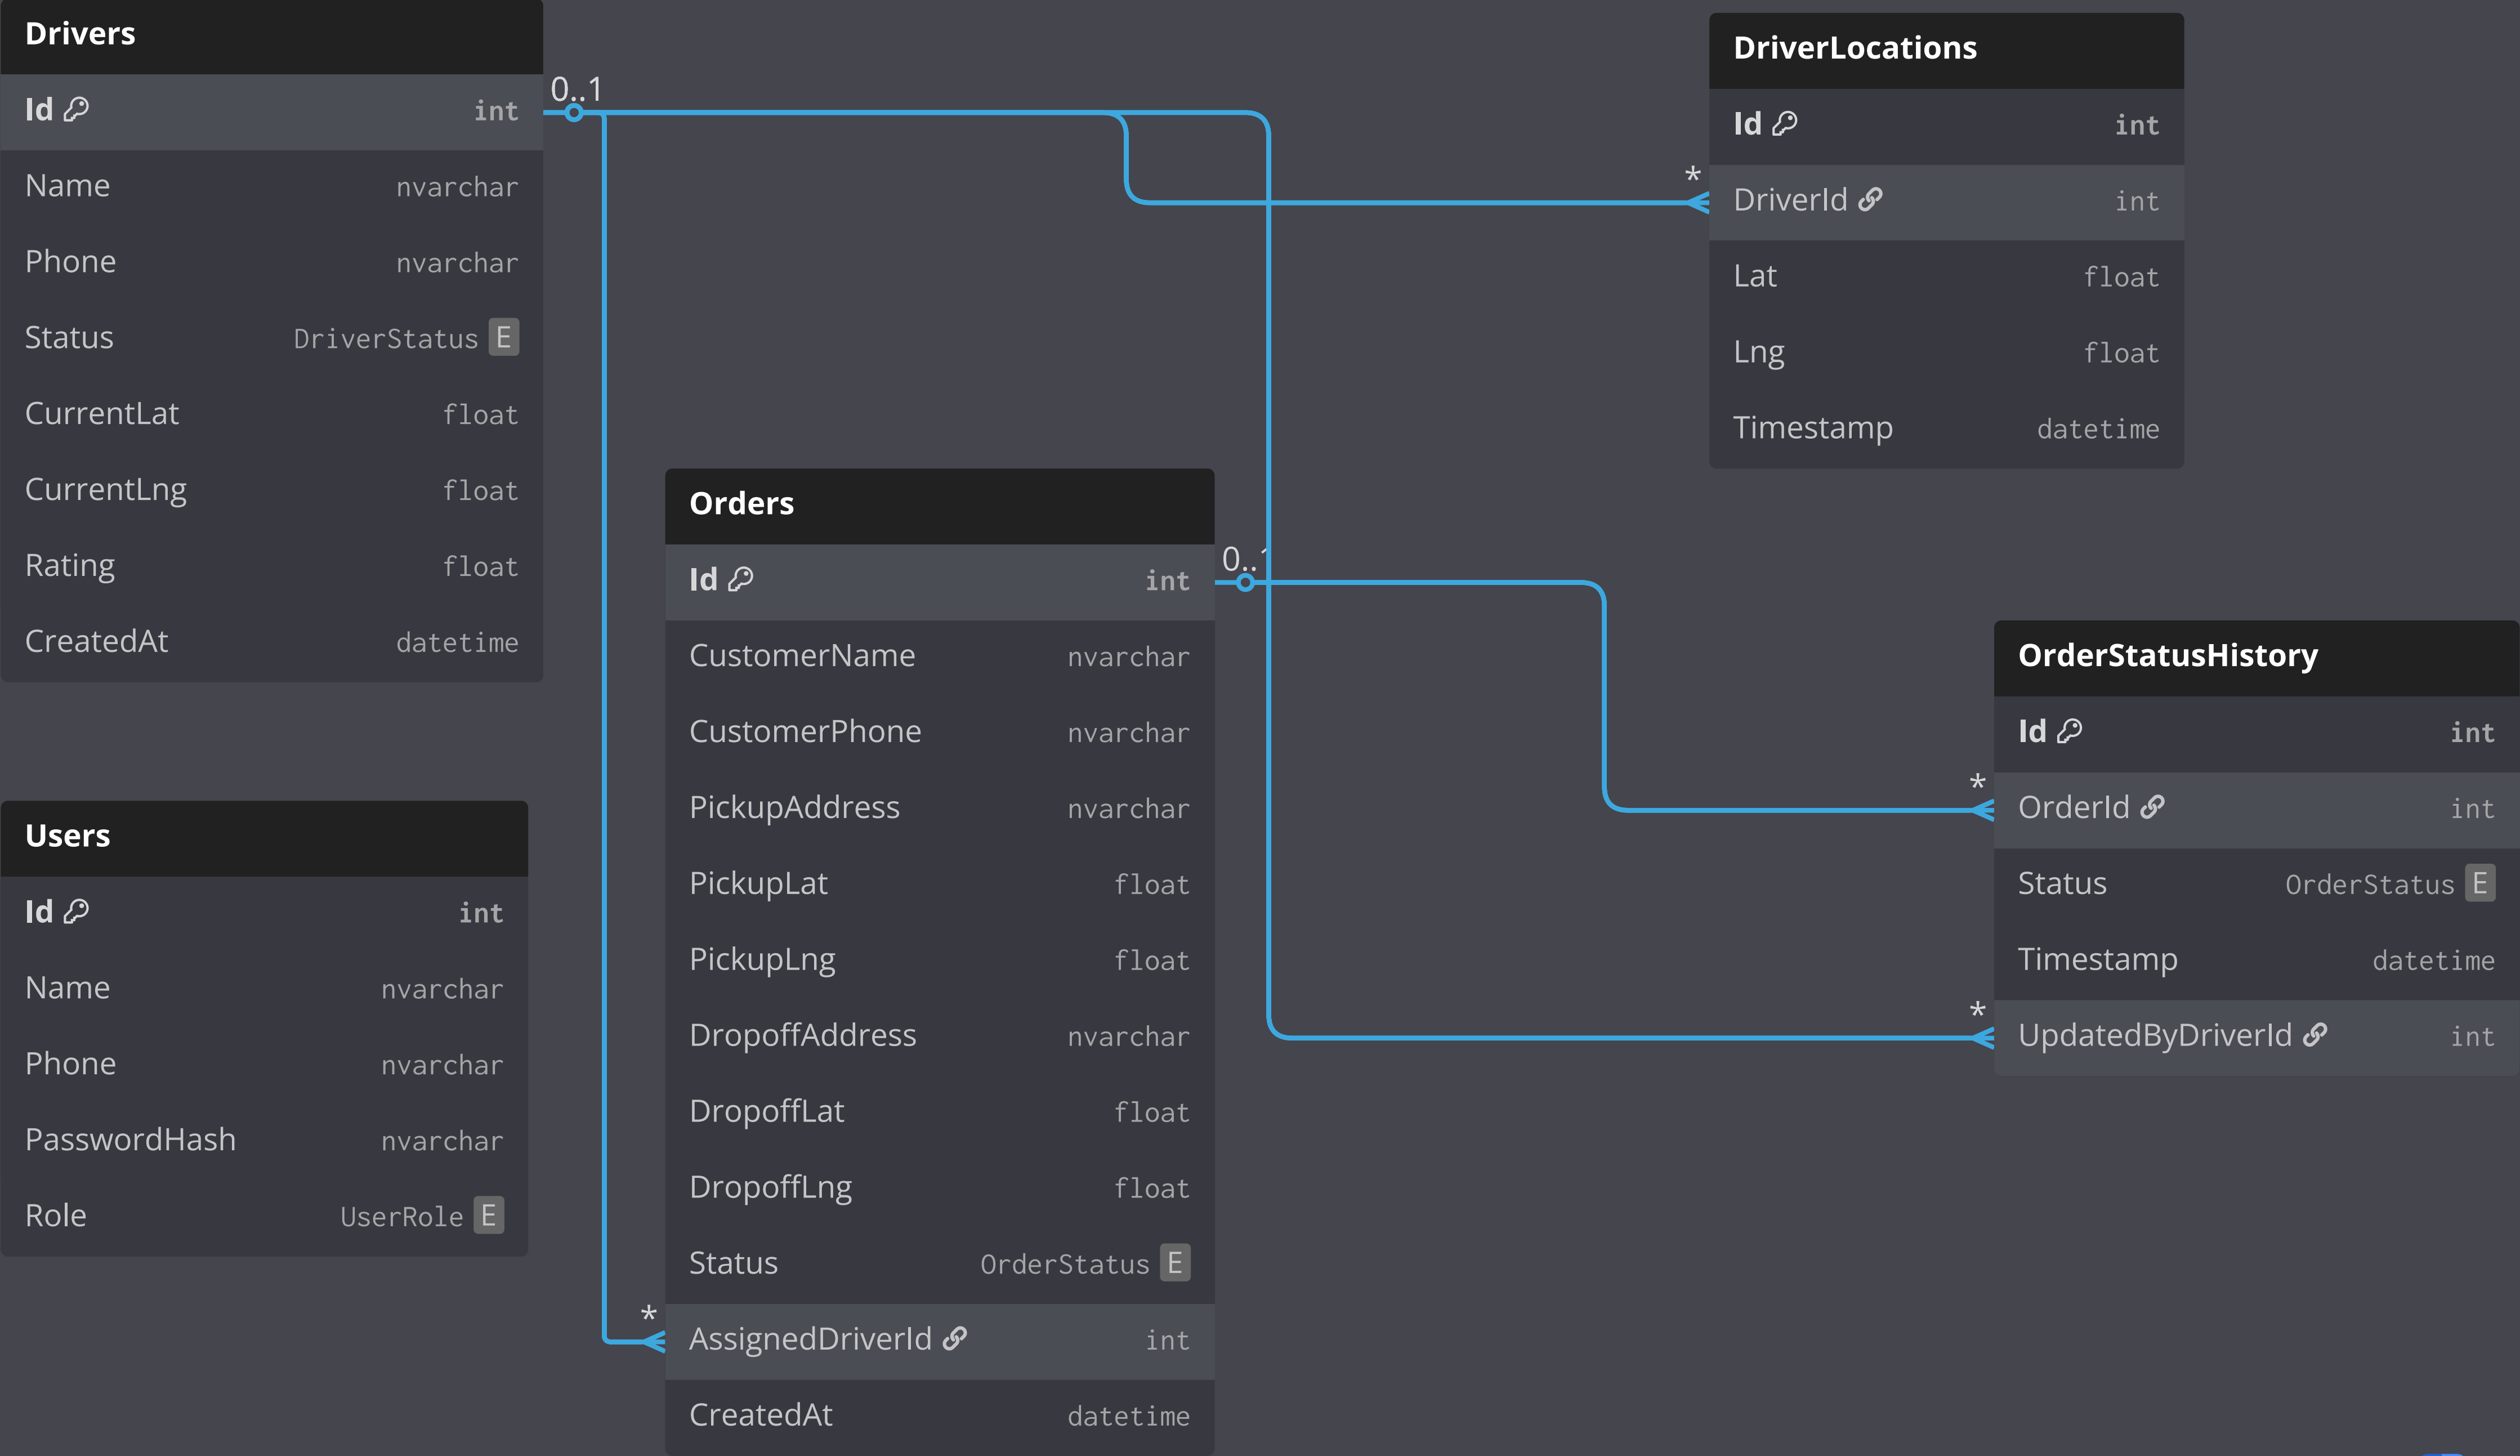 Drivers
Id int
Name nvarchar
Phone nvarchar
Status DriverStatus E
CurrentLat float
CurrentLng float
Rating float
CreatedAt datetime
0..1
Users
Id int
Name nvarchar
Phone nvarchar
PasswordHash nvarchar
Role UserRole E
Orders
Id int
CustomerName nvarchar
CustomerPhone nvarchar
PickupAddress nvarchar
PickupLat float
PickupLng float
DropoffAddress nvarchar
DropoffLat float
DropoffLng float
Status OrderStatus E
* AssignedDriverId int
CreatedAt datetime
0..1
DriverLocations
Id int
* DriverId int
Lat float
Lng float
Timestamp datetime
OrderStatusHistory
Id int
* OrderId int
Status OrderStatus E
Timestamp datetime
* UpdatedByDriverId int